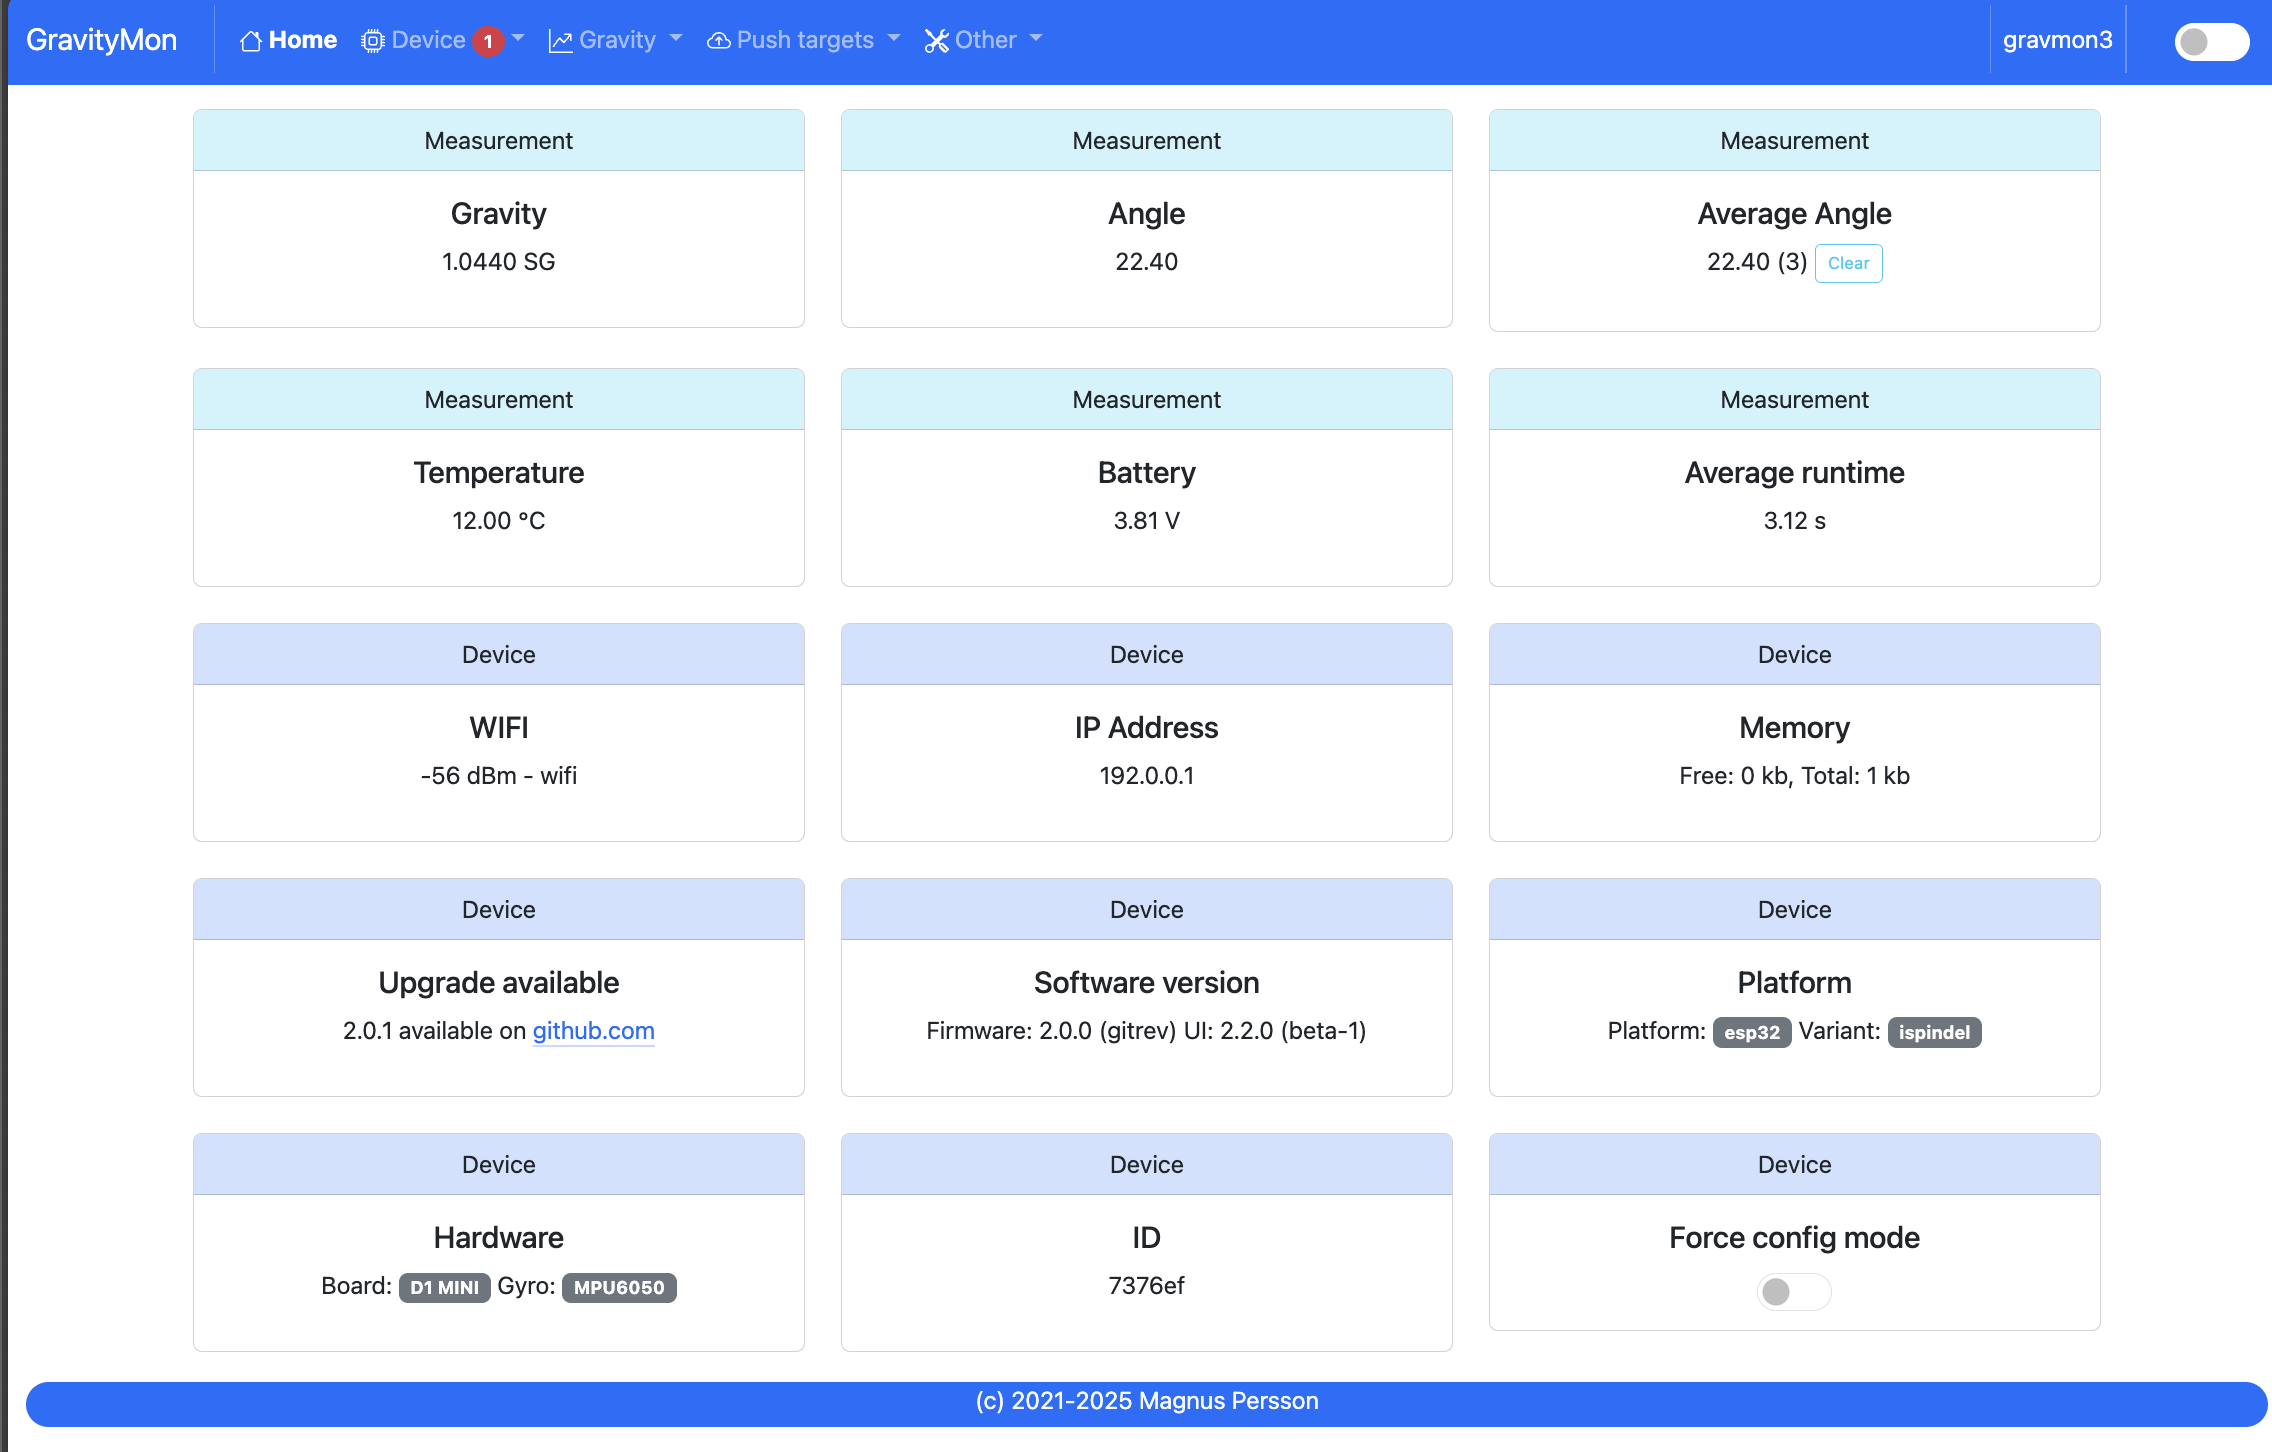 GravityMon Home Device 1 Gravity Push targets Other gravmon3
Measurement
Gravity
1.0440 SG
Measurement
Angle
22.40
Measurement
Average Angle
22.40 (3) Clear
Measurement
Temperature
12.00 °C
Measurement
Battery
3.81 V
Measurement
Average runtime
3.12 s
Device
WIFI
-56 dBm - wifi
Device
IP Address
192.0.0.1
Device
Memory
Free: 0 kb, Total: 1 kb
Device
Upgrade available
2.0.1 available on github.com
Device
Software version
Firmware: 2.0.0 (gitrev) UI: 2.2.0 (beta-1)
Device
Platform
Platform: esp32 Variant: ispindel
Device
Hardware
Board: D1 MINI Gyro: MPU6050
Device
ID
7376ef
Device
Force config mode
(c) 2021-2025 Magnus Persson